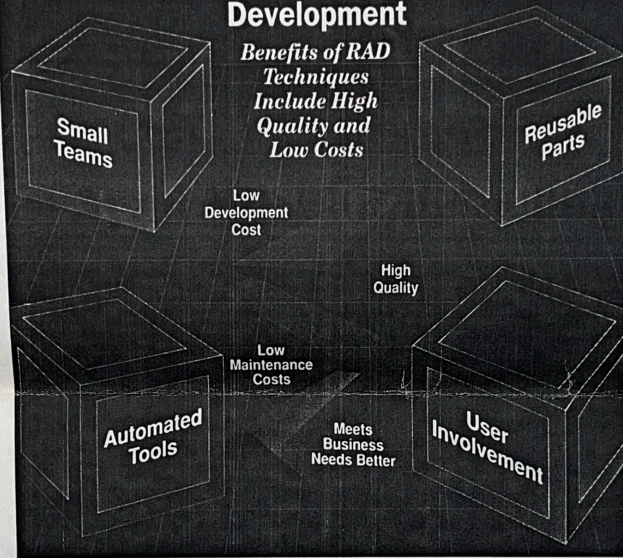 Development
Benefits of RAD
Techniques
Include High
Quality and
Low Costs
Small
Teams
Reusable
Parts
Low
Development
Cost
High
Quality
Low
Maintenance
Costs
Automated
Tools
Meets
Business
Needs Better
User
Involvement